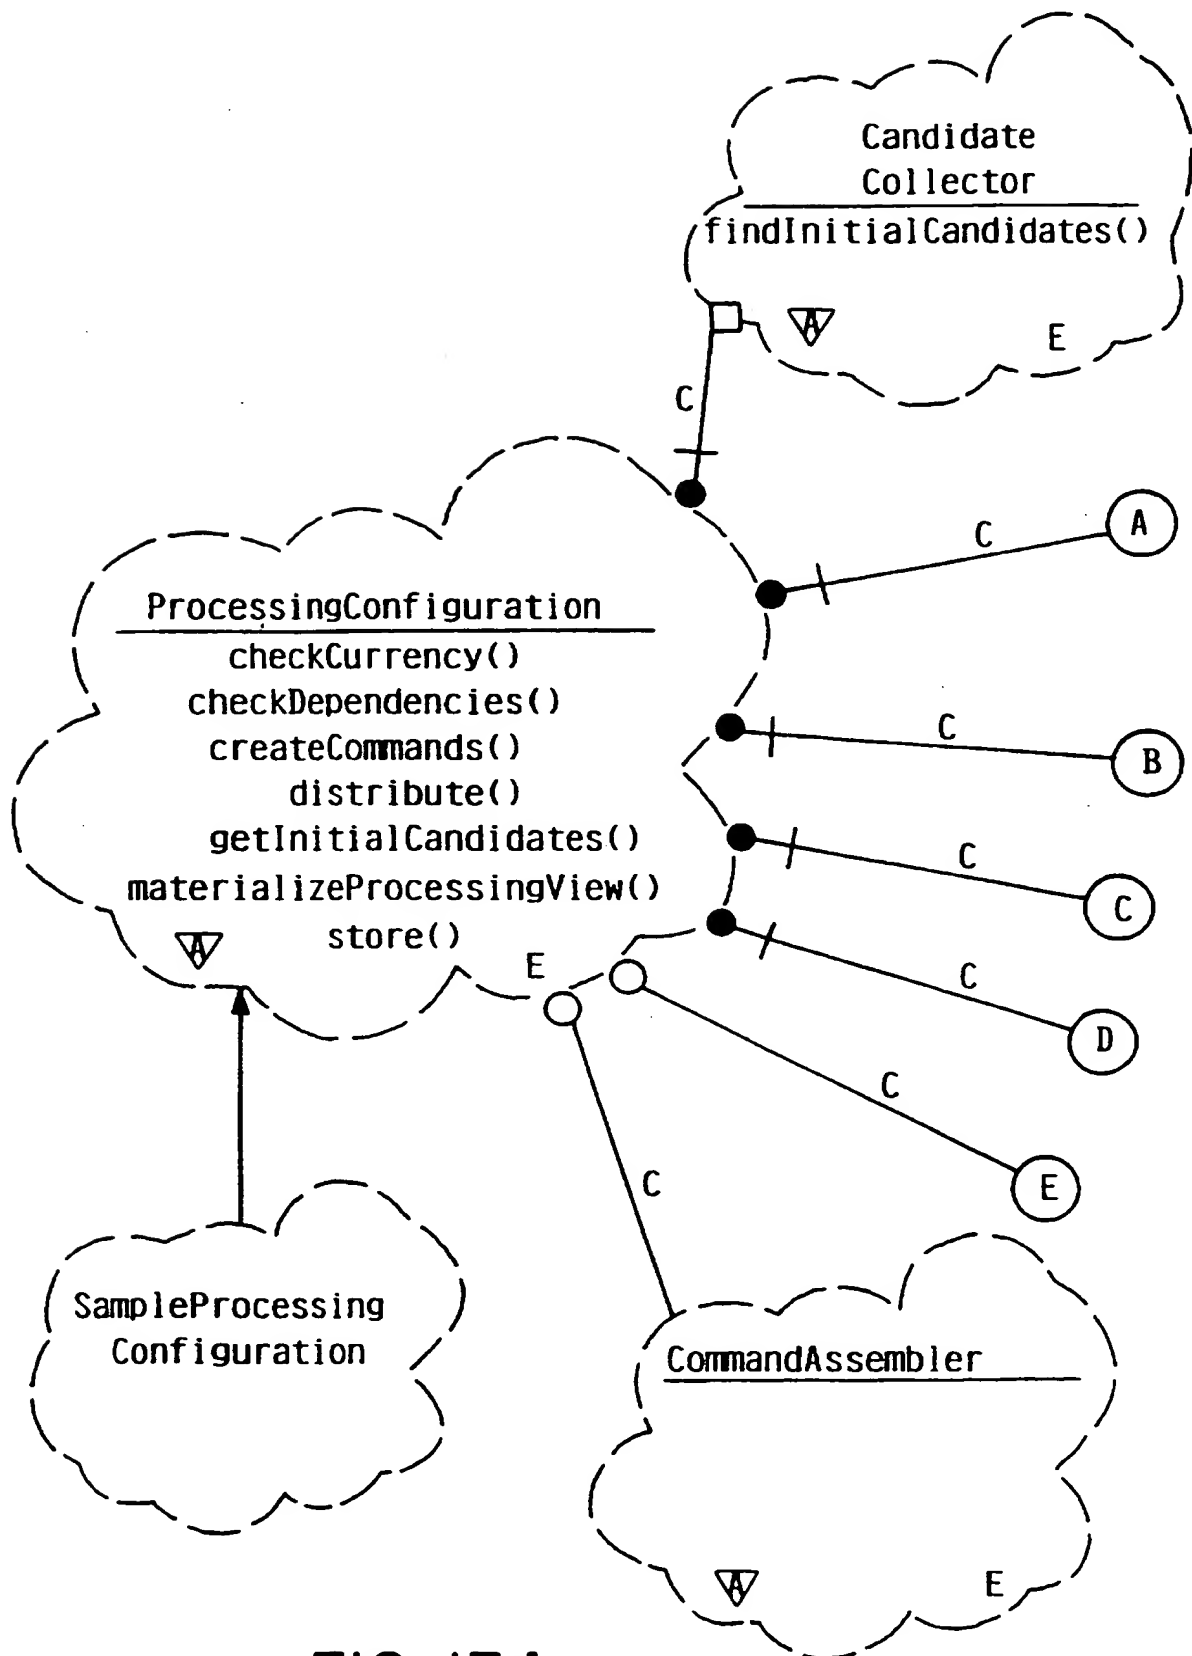 Candidate
Collector
findInitialCandidates()
A
E
C
A
C
ProcessingConfiguration
checkCurrency()
checkDependencies()
createCommands()
distribute()
getInitialCandidates()
materializeProcessingView()
store()
A
E
C
B
C
C
C
D
C
E
C
SampleProcessing
Configuration
CommandAssembler
A
E